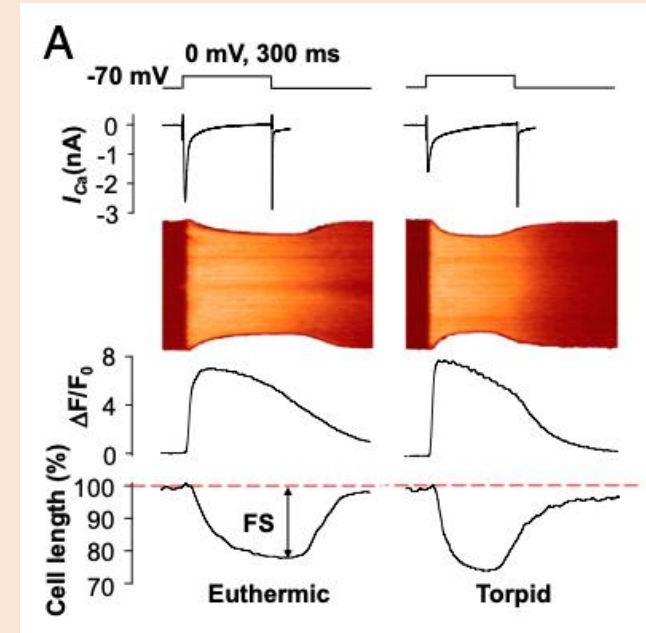 A
0 mV, 300 ms
-70 mV
0
-1
-2
-3
I_Ca(nA)
8
4
0
ΔF/F₀
100
90
80
70
Cell length (%)
FS
Euthermic
Torpid